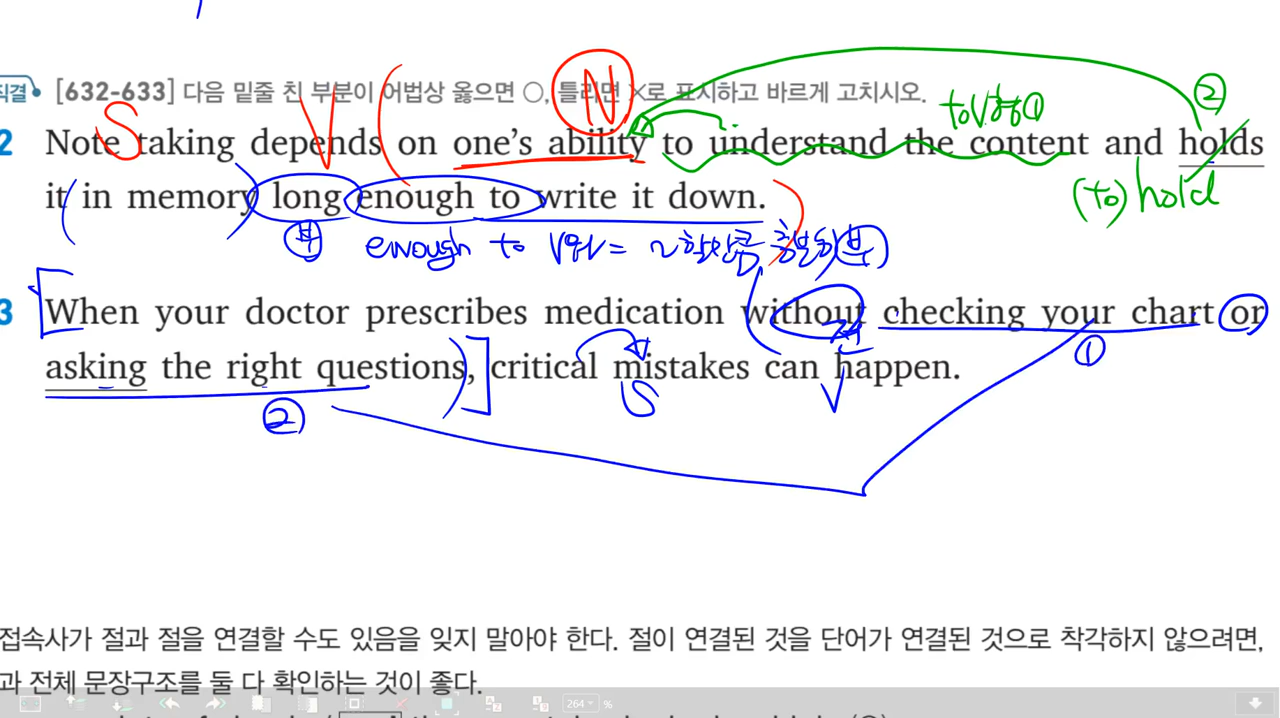 직결 [632-633] 다음 밑줄 친 부분이 어법상 옳으면 ○, 틀리면 ×로 표시하고 바르게 고치시오.
S V N to V형용① ②
2 Note taking depends on one's ability to understand the content and holds
it in memory long enough to write it down.
(to) hold
부 enough to V원V = ~할만큼 충분히 부
3 When your doctor prescribes medication without checking your chart or
전 ①
asking the right questions, critical mistakes can happen.
② S V
접속사가 절과 절을 연결할 수도 있음을 잊지 말아야 한다. 절이 연결된 것을 단어가 연결된 것으로 착각하지 않으려면,
과 전체 문장구조를 둘 다 확인하는 것이 좋다.
264 %